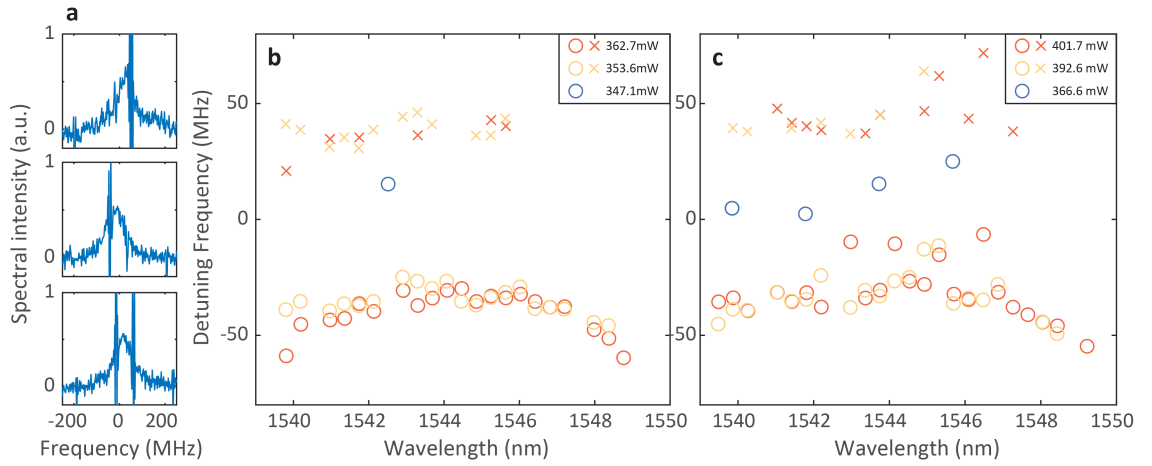 a
1
0
1
0
1
0
-200 0 200
Frequency (MHz)
Spectral intensity (a.u.)
b
362.7mW
353.6mW
347.1mW
50
0
-50
1540 1542 1544 1546 1548 1550
Wavelength (nm)
Detuning Frequency (MHz)
c
401.7 mW
392.6 mW
366.6 mW
50
0
-50
1540 1542 1544 1546 1548 1550
Wavelength (nm)